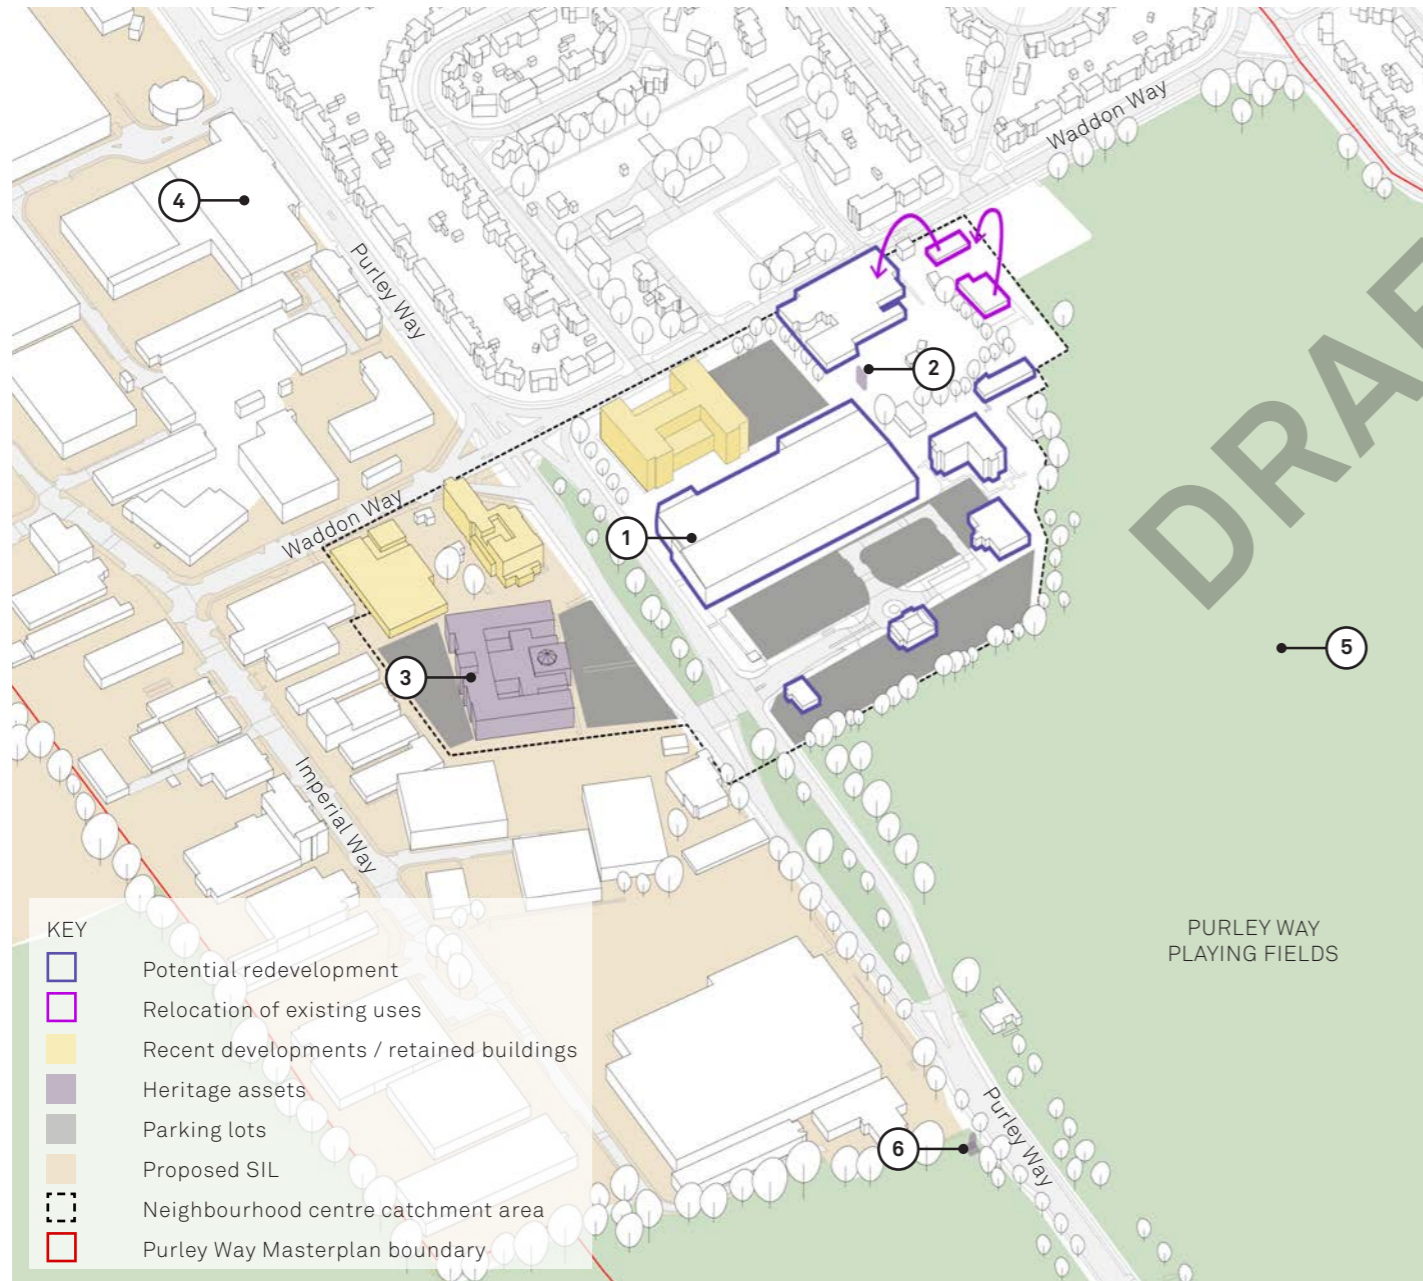 Waddon Way
4
Purley Way
2
1
Waddon Way
3
5
Imperial Way
PURLEY WAY
PLAYING FIELDS
Purley Way
6
KEY
Potential redevelopment
Relocation of existing uses
Recent developments / retained buildings
Heritage assets
Parking lots
Proposed SIL
Neighbourhood centre catchment area
Purley Way Masterplan boundary